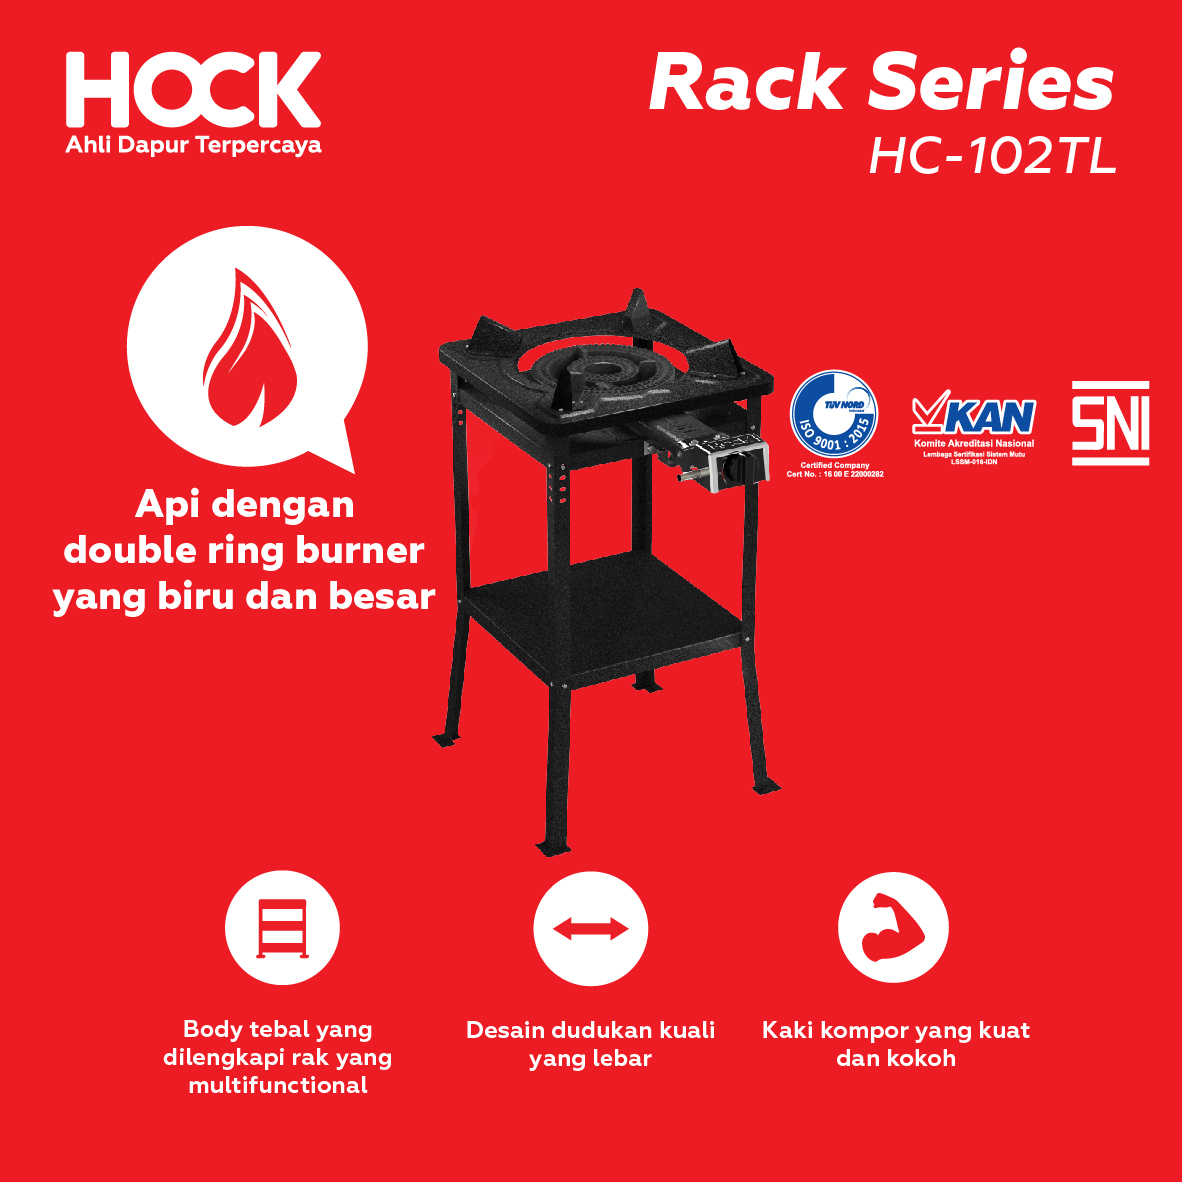 HOCK
Ahli Dapur Terpercaya
Rack Series
HC-102TL
Api dengan
double ring burner
yang biru dan besar
TÜV NORD
Indonesia
ISO 9001 : 2015
Certified Company
Cert No. : 16 00 E 22000282
KAN
Komite Akreditasi Nasional
Lembaga Sertifikasi Sistem Mutu
LSSM-016-IDN
SNI
Body tebal yang
dilengkapi rak yang
multifunctional
Desain dudukan kuali
yang lebar
Kaki kompor yang kuat
dan kokoh